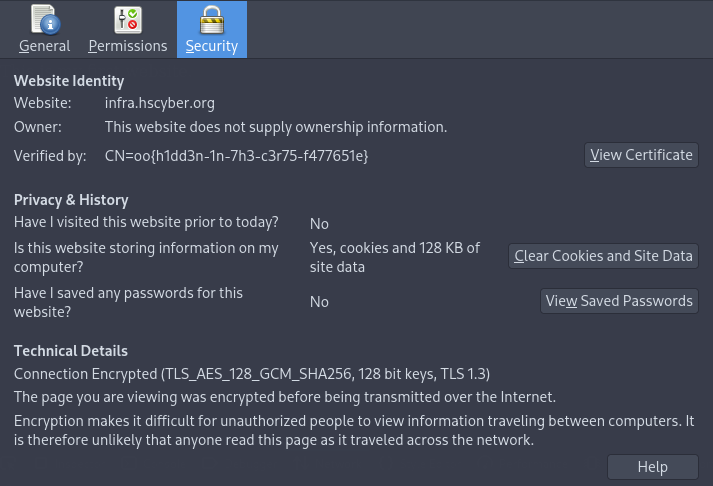 General Permissions Security
Website Identity
Website: infra.hscyber.org
Owner: This website does not supply ownership information.
Verified by: CN=oo{h1dd3n-1n-7h3-c3r75-f477651e} View Certificate
Privacy & History
Have I visited this website prior to today? No
Is this website storing information on my computer? Yes, cookies and 128 KB of site data Clear Cookies and Site Data
Have I saved any passwords for this website? No View Saved Passwords
Technical Details
Connection Encrypted (TLS_AES_128_GCM_SHA256, 128 bit keys, TLS 1.3)
The page you are viewing was encrypted before being transmitted over the Internet.
Encryption makes it difficult for unauthorized people to view information traveling between computers. It
is therefore unlikely that anyone read this page as it traveled across the network.
Help